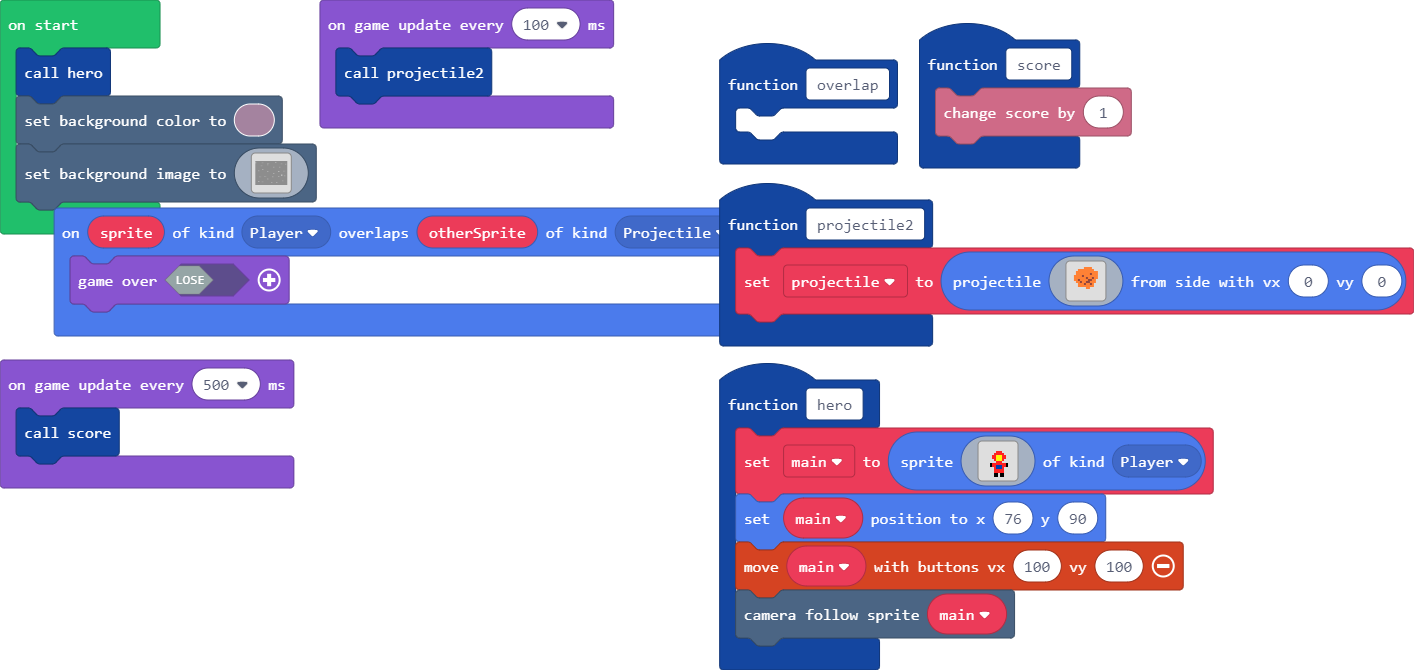 on start
call hero
set background color to
set background image to
on game update every 100 ms
call projectile2
function overlap
function score
change score by 1
on sprite of kind Player overlaps otherSprite of kind Projectile
game over LOSE
function projectile2
set projectile to projectile from side with vx 0 vy 0
on game update every 500 ms
call score
function hero
set main to sprite of kind Player
set main position to x 76 y 90
move main with buttons vx 100 vy 100
camera follow sprite main